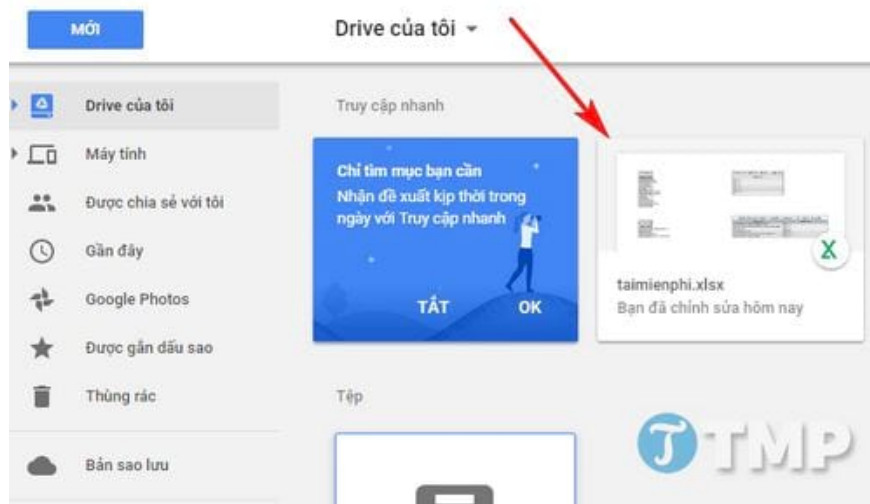 MỚI
Drive của tôi
Drive của tôi
Máy tính
Được chia sẻ với tôi
Gần đây
Google Photos
Được gắn dấu sao
Thùng rác
Bản sao lưu
Truy cập nhanh
Chỉ tìm mục bạn cần
Nhận đề xuất kịp thời trong
ngày với Truy cập nhanh
TẮT
OK
taimienphi.xlsx
Bạn đã chỉnh sửa hôm nay
Tệp
TMP